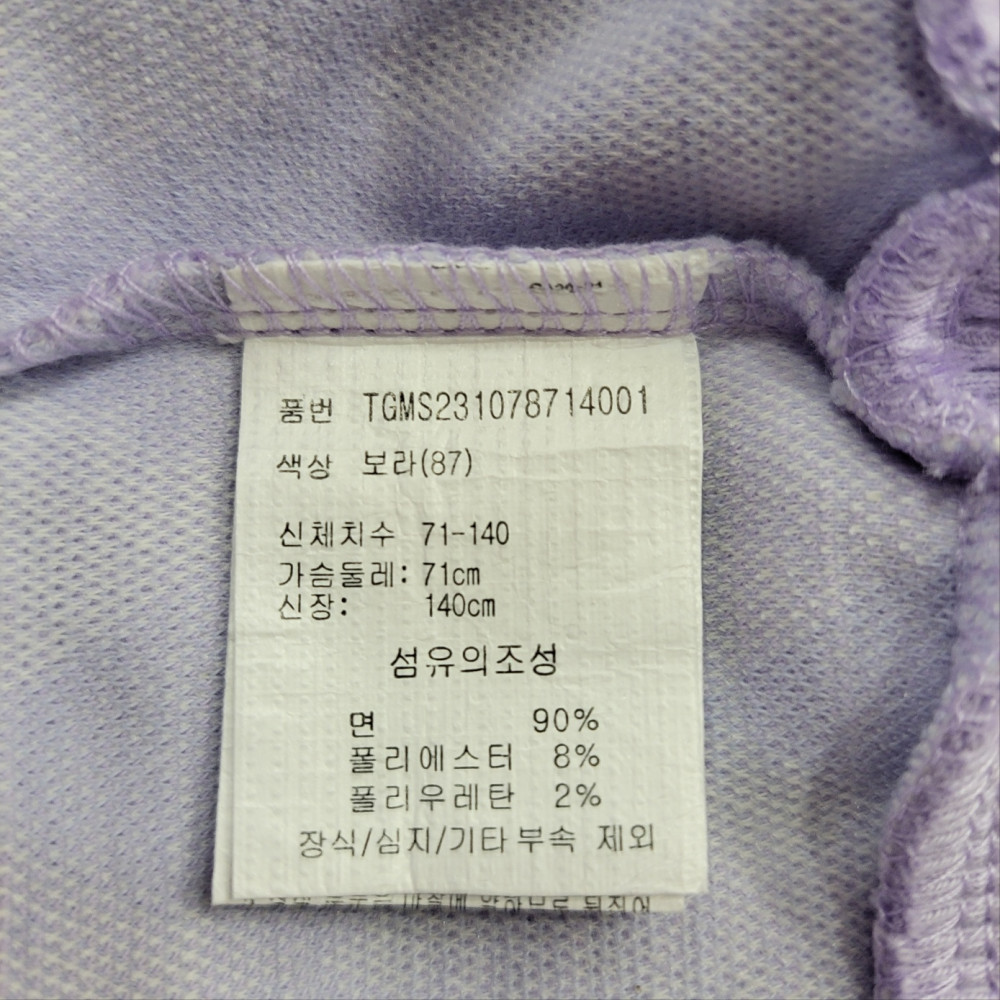 품번 TGMS231078714001
색상 보라(87)
신체치수 71-140
가슴둘레: 71cm
신장: 140cm
섬유의조성
면 90%
폴리에스터 8%
폴리우레탄 2%
장식/심지/기타부속 제외